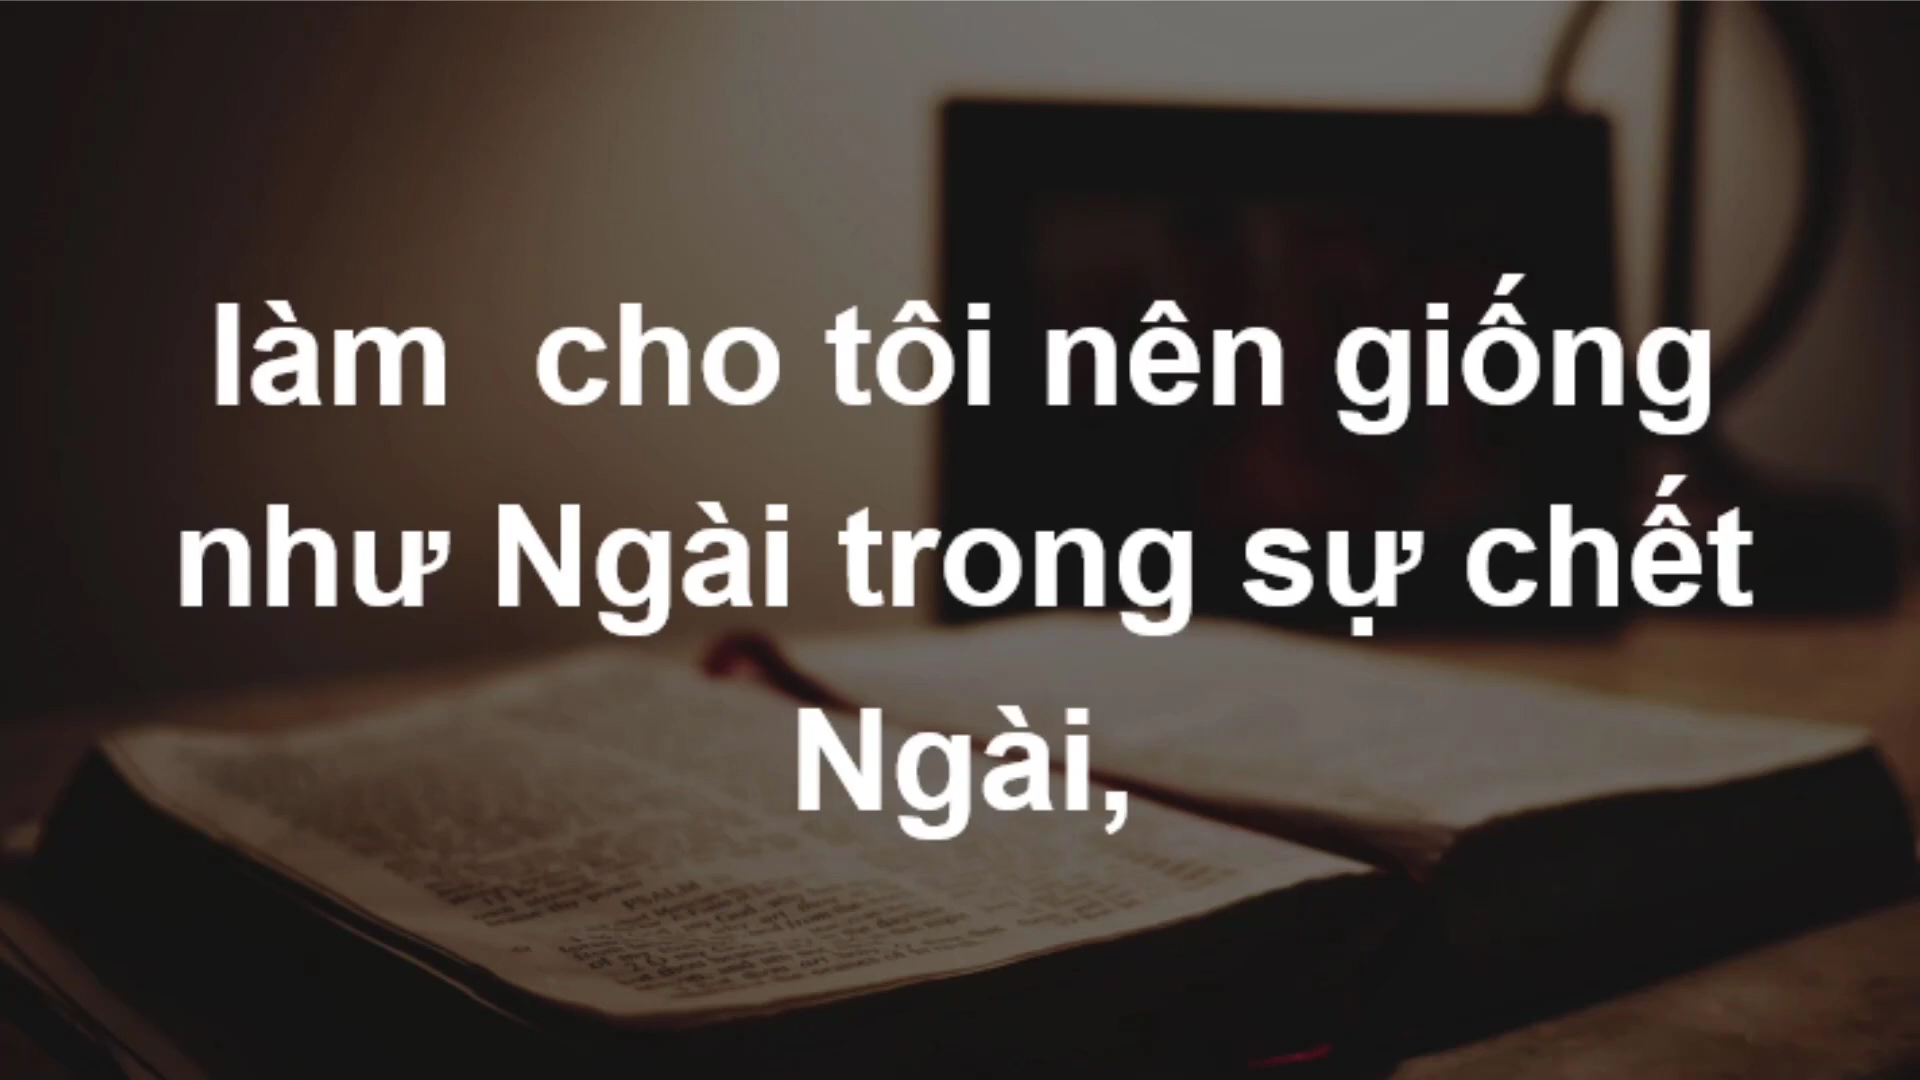 làm  cho tôi nên giống
như Ngài trong sự chết
Ngài,